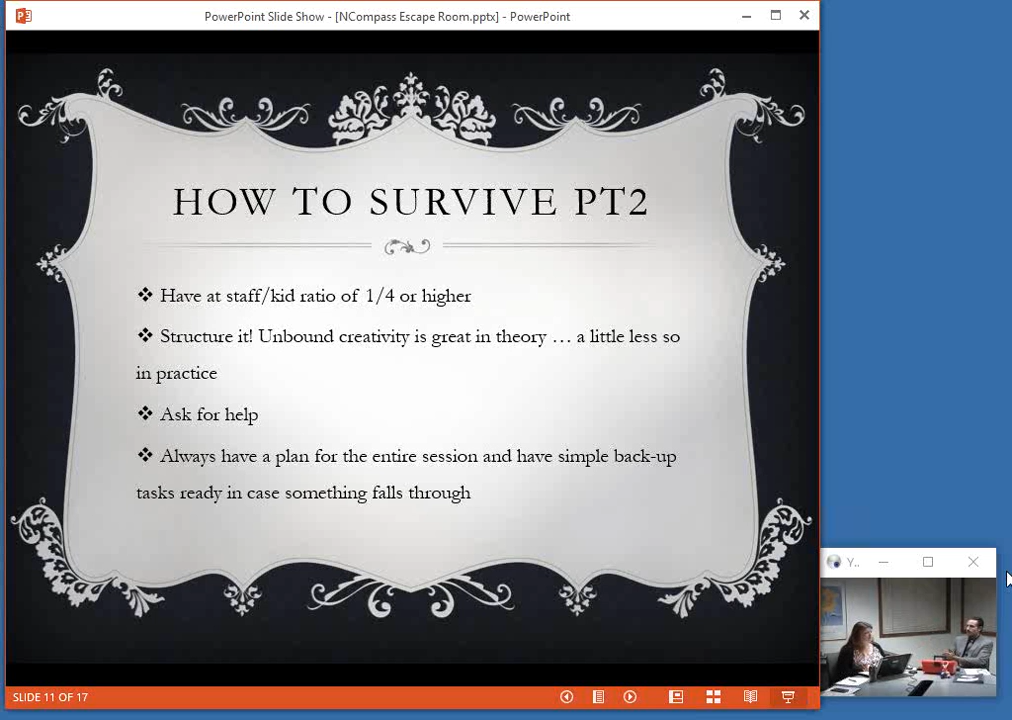 PowerPoint Slide Show - [NCompass Escape Room.pptx] - PowerPoint
HOW TO SURVIVE PT2
❖ Have at staff/kid ratio of 1/4 or higher
❖ Structure it! Unbound creativity is great in theory … a little less so
in practice
❖ Ask for help
❖ Always have a plan for the entire session and have simple back-up
tasks ready in case something falls through
Y..
SLIDE 11 OF 17